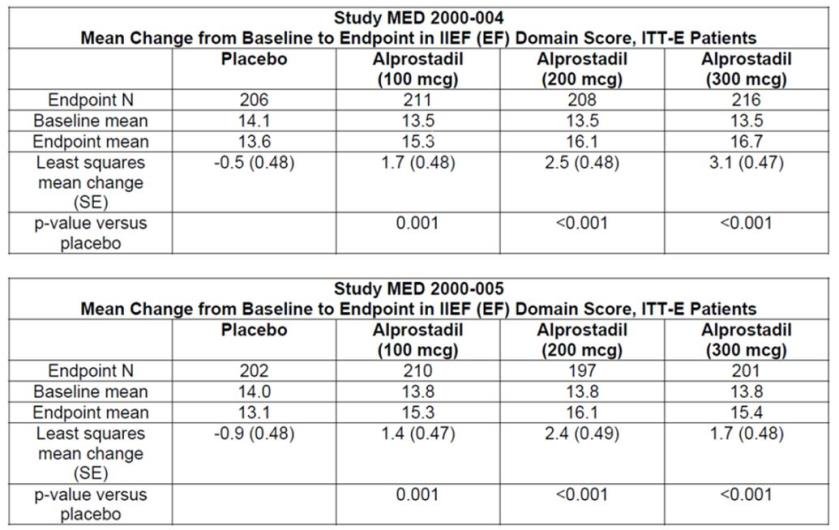 Study MED 2000-004
Mean Change from Baseline to Endpoint in IIEF (EF) Domain Score, ITT-E Patients
Placebo Alprostadil (100 mcg) Alprostadil (200 mcg) Alprostadil (300 mcg)
Endpoint N 206 211 208 216
Baseline mean 14.1 13.5 13.5 13.5
Endpoint mean 13.6 15.3 16.1 16.7
Least squares mean change (SE) -0.5 (0.48) 1.7 (0.48) 2.5 (0.48) 3.1 (0.47)
p-value versus placebo 0.001 <0.001 <0.001
Study MED 2000-005
Mean Change from Baseline to Endpoint in IIEF (EF) Domain Score, ITT-E Patients
Placebo Alprostadil (100 mcg) Alprostadil (200 mcg) Alprostadil (300 mcg)
Endpoint N 202 210 197 201
Baseline mean 14.0 13.8 13.8 13.8
Endpoint mean 13.1 15.3 16.1 15.4
Least squares mean change (SE) -0.9 (0.48) 1.4 (0.47) 2.4 (0.49) 1.7 (0.48)
p-value versus placebo 0.001 <0.001 <0.001